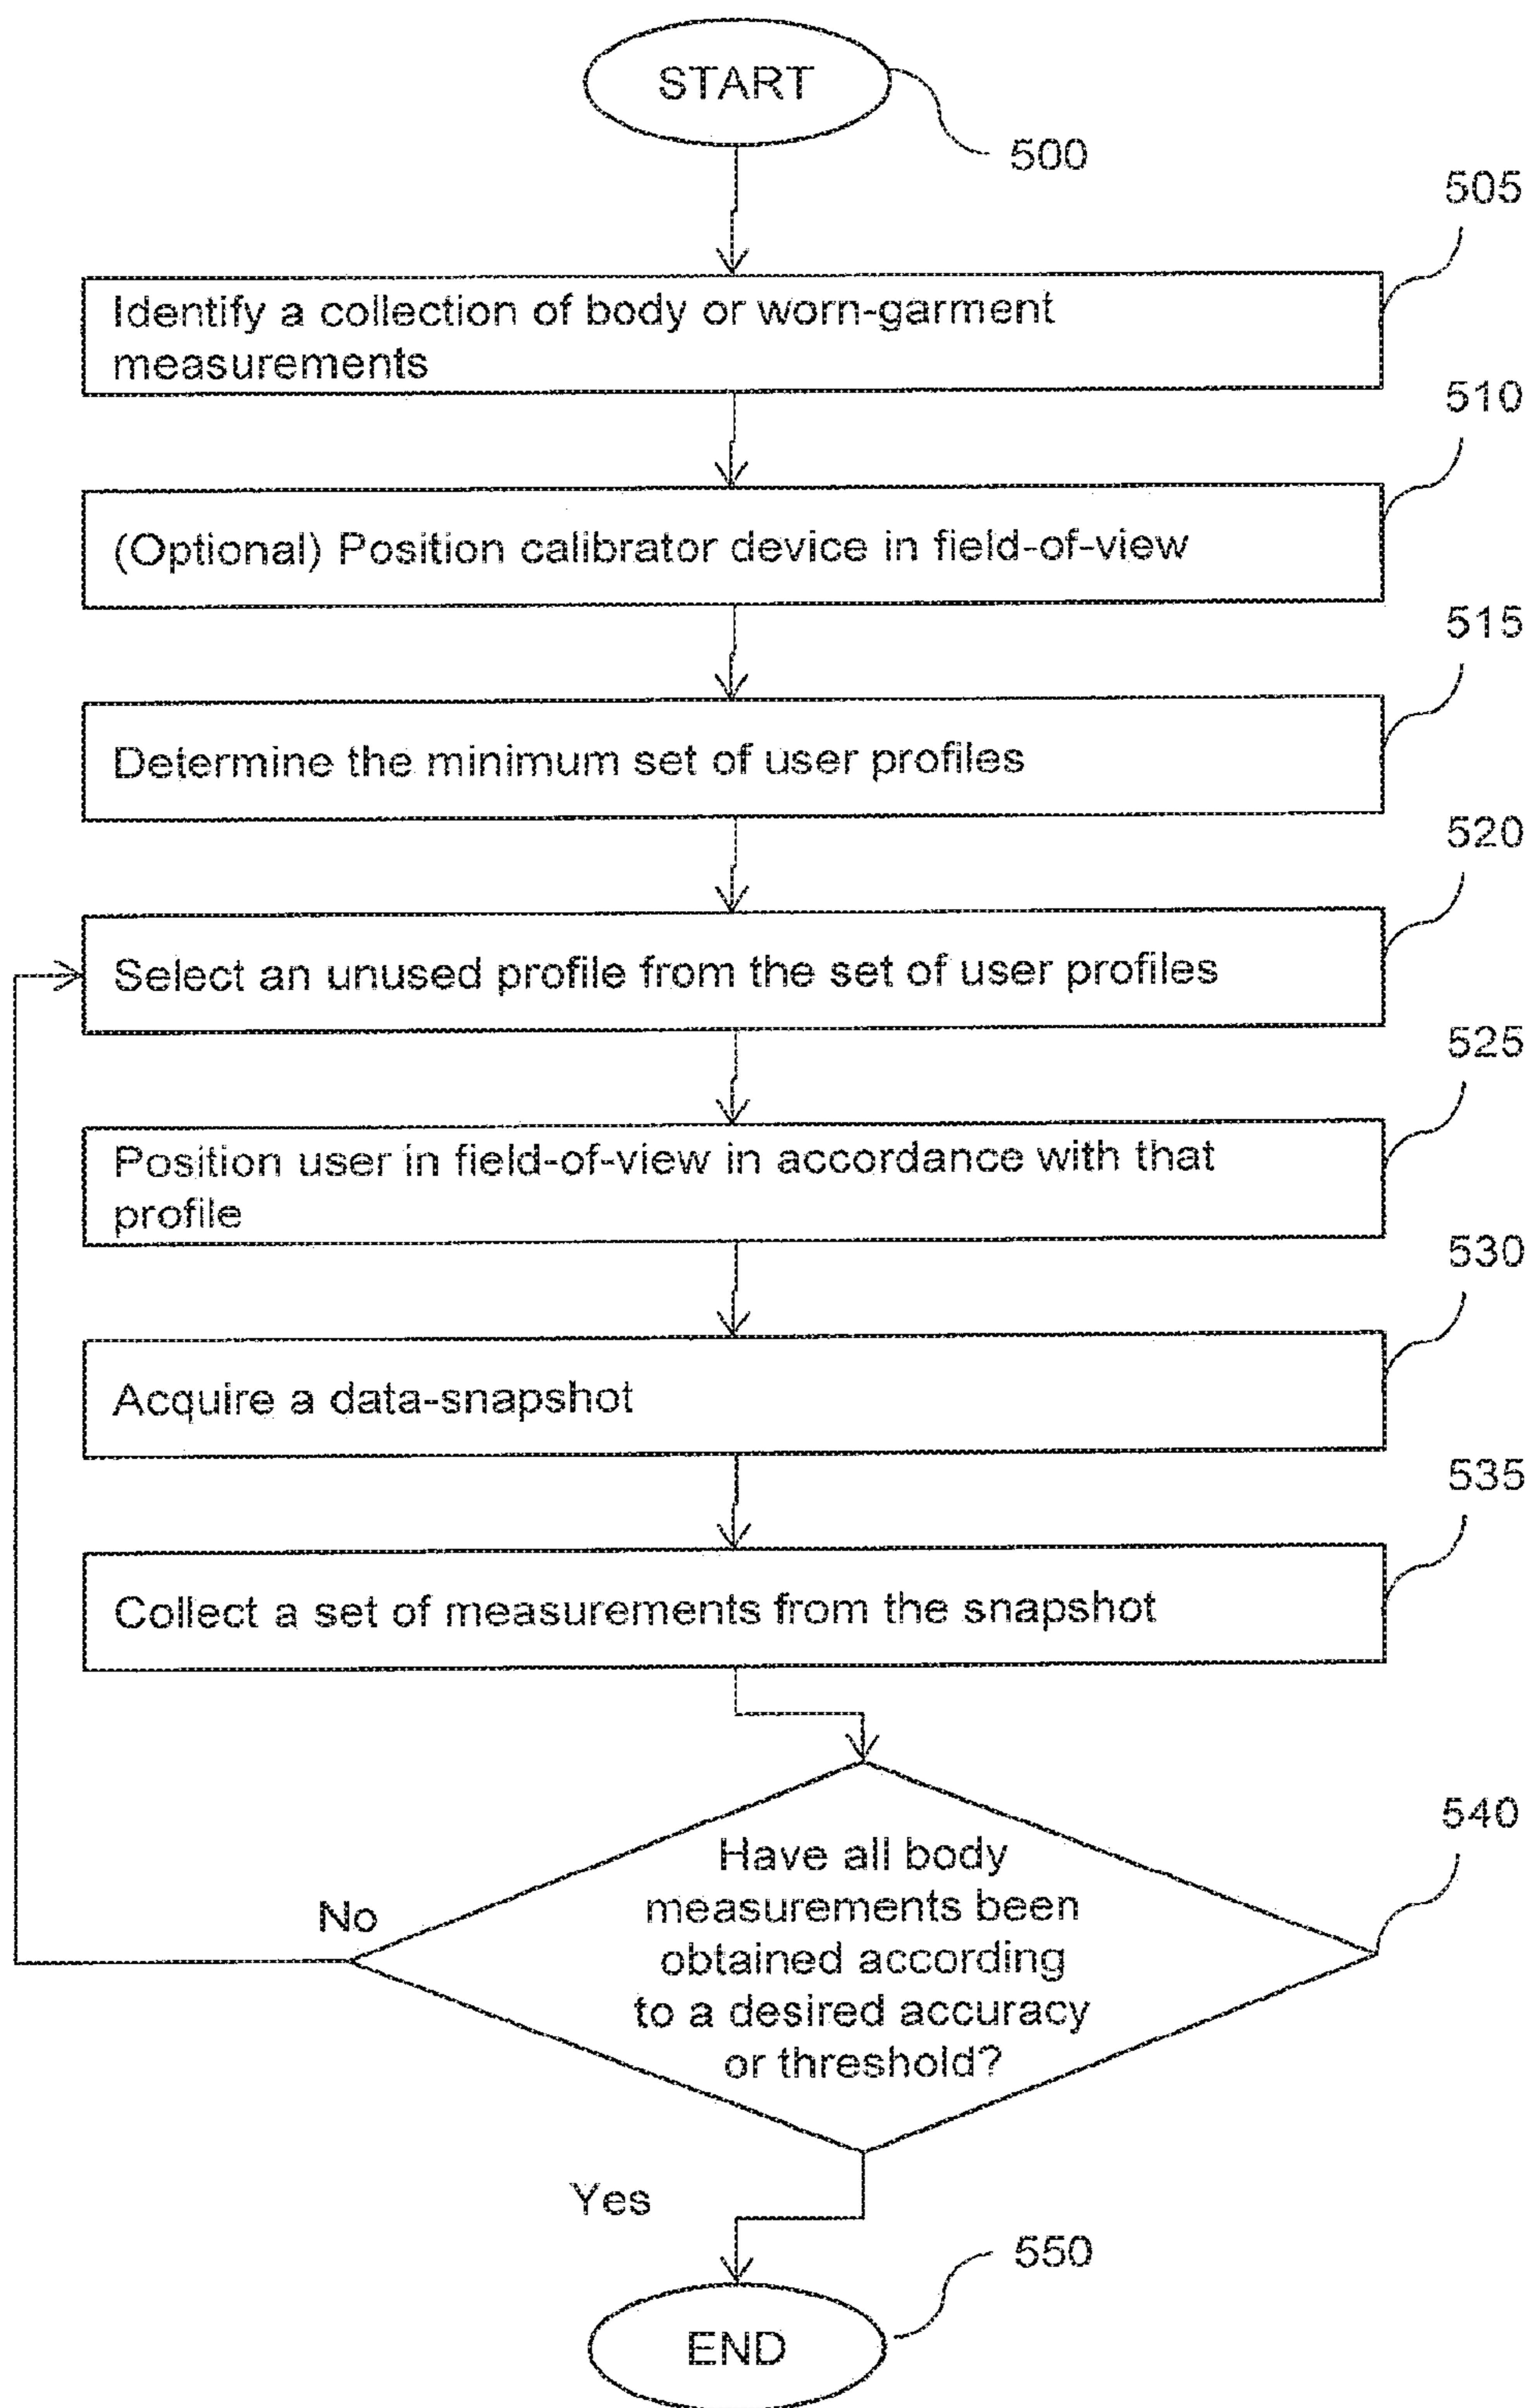 START
500
505
Identify a collection of body or worn-garment
measurements
510
(Optional) Position calibrator device in field-of-view
515
Determine the minimum set of user profiles
520
Select an unused profile from the set of user profiles
525
Position user in field-of-view in accordance with that
profile
530
Acquire a data-snapshot
535
Collect a set of measurements from the snapshot
540
Have all body
measurements been
obtained according
to a desired accuracy
or threshold?
No
Yes
550
END